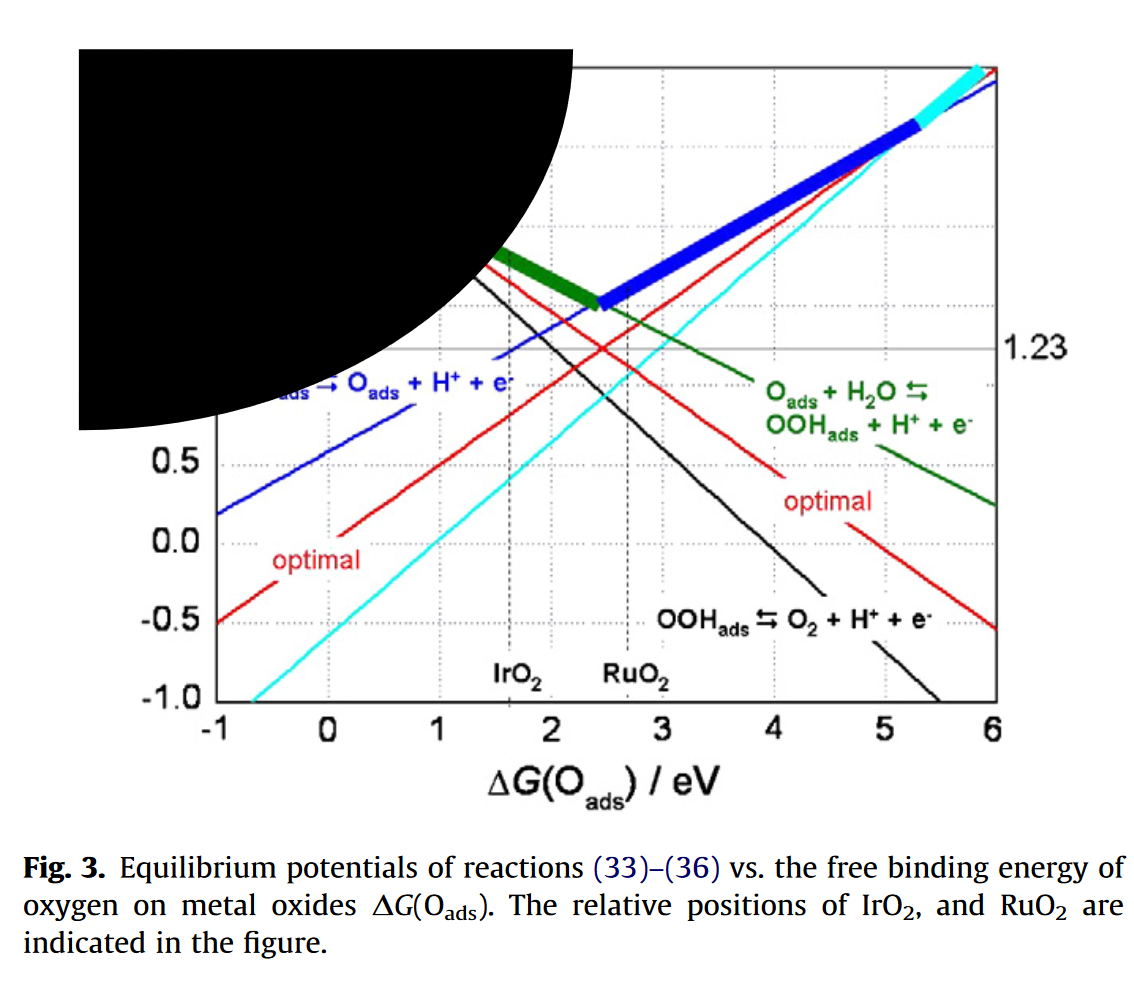 1.23
ads → O_ads + H⁺ + e⁻
O_ads + H₂O ⇆
OOH_ads + H⁺ + e⁻
0.5
optimal
0.0
optimal
-0.5
OOH_ads ⇆ O₂ + H⁺ + e⁻
IrO₂ RuO₂
-1.0
-1 0 1 2 3 4 5 6
ΔG(O_ads) / eV
Fig. 3. Equilibrium potentials of reactions (33)–(36) vs. the free binding energy of
oxygen on metal oxides ΔG(O_ads). The relative positions of IrO₂, and RuO₂ are
indicated in the figure.